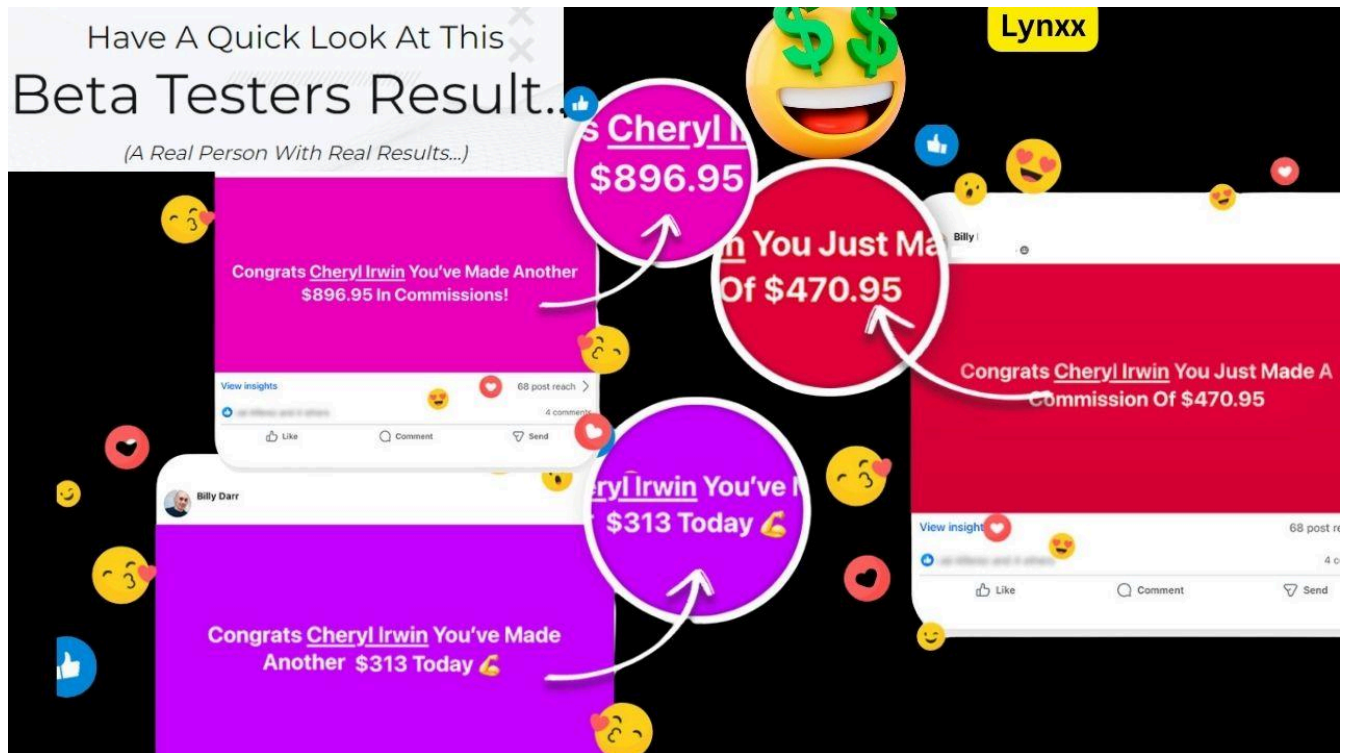 Have A Quick Look At This
Beta Testers Result..
(A Real Person With Real Results...)
Lynxx
s Cheryl I
$896.95
Congrats Cheryl Irwin You've Made Another
$896.95 In Commissions!
View insights
68 post reach
4 comments
Like Comment Send
You Just Ma
Of $470.95
Billy
Congrats Cheryl Irwin You Just Made A
Commission Of $470.95
View insight
68 post re
4 co
Like Comment Send
Billy Darr
eryl Irwin You've
$313 Today 💪
Congrats Cheryl Irwin You've Made
Another $313 Today 💪